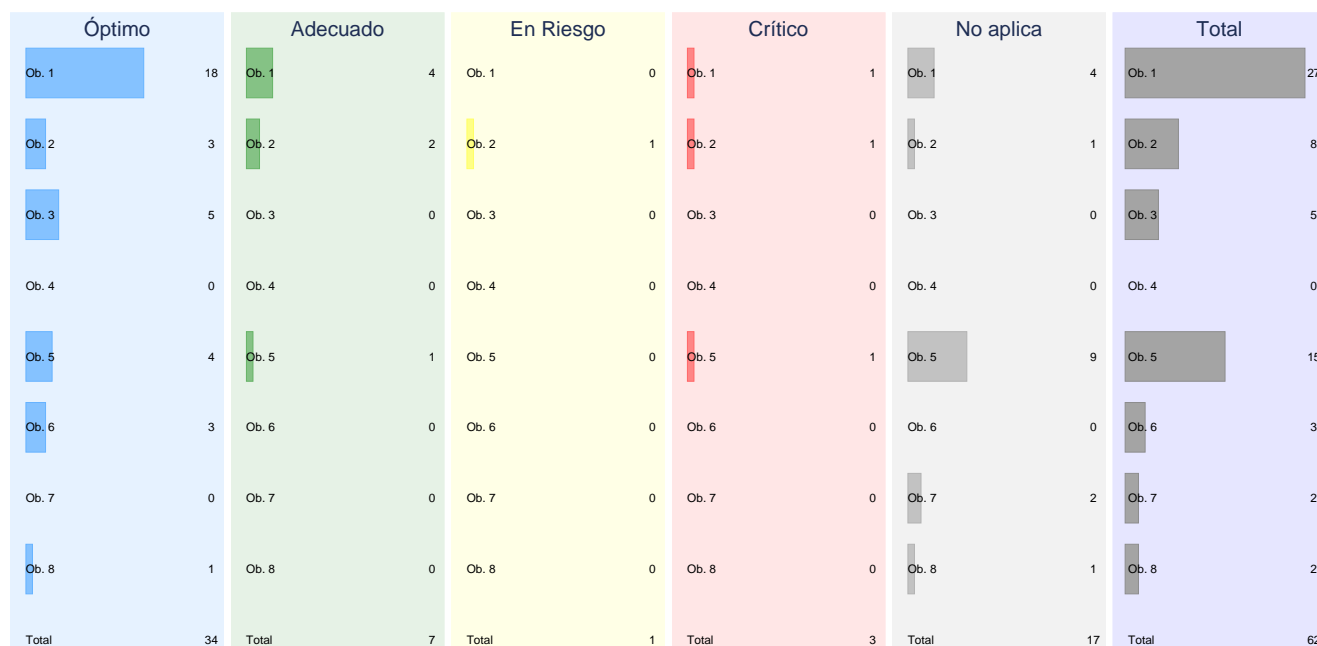 Óptimo Adecuado En Riesgo Crítico No aplica Total
Ob. 1 18 Ob. 1 4 Ob. 1 0 Ob. 1 1 Ob. 1 4 Ob. 1 27
Ob. 2 3 Ob. 2 2 Ob. 2 1 Ob. 2 1 Ob. 2 1 Ob. 2 8
Ob. 3 5 Ob. 3 0 Ob. 3 0 Ob. 3 0 Ob. 3 0 Ob. 3 5
Ob. 4 0 Ob. 4 0 Ob. 4 0 Ob. 4 0 Ob. 4 0 Ob. 4 0
Ob. 5 4 Ob. 5 1 Ob. 5 0 Ob. 5 1 Ob. 5 9 Ob. 5 15
Ob. 6 3 Ob. 6 0 Ob. 6 0 Ob. 6 0 Ob. 6 0 Ob. 6 3
Ob. 7 0 Ob. 7 0 Ob. 7 0 Ob. 7 0 Ob. 7 2 Ob. 7 2
Ob. 8 1 Ob. 8 0 Ob. 8 0 Ob. 8 0 Ob. 8 1 Ob. 8 2
Total 34 Total 7 Total 1 Total 3 Total 17 Total 62